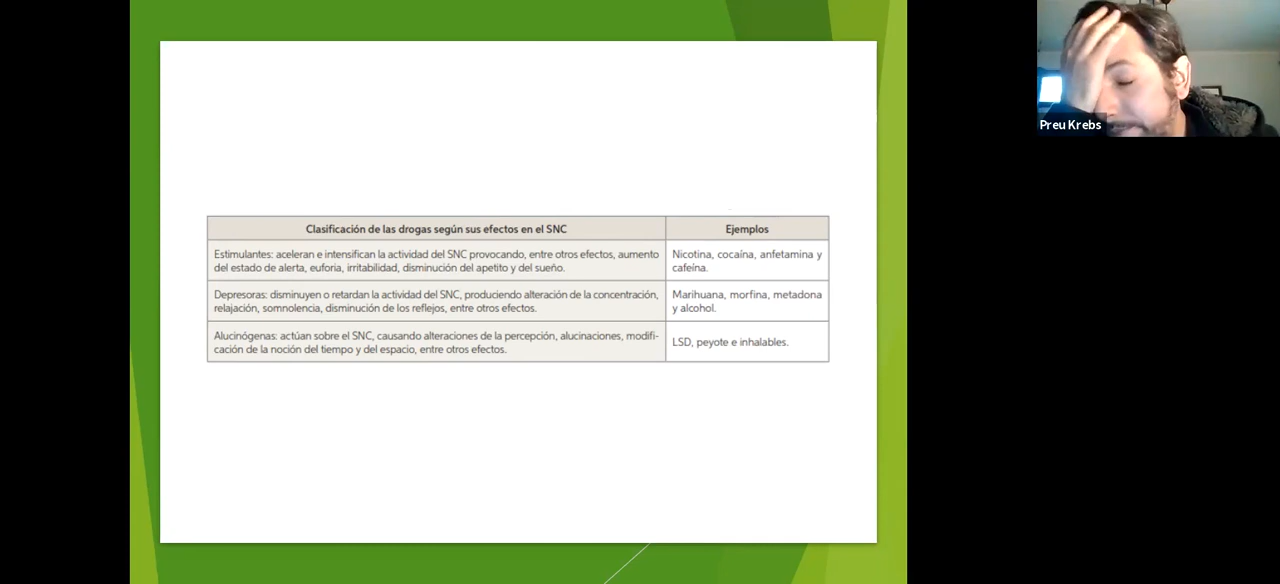 Clasificación de las drogas según sus efectos en el SNC
Ejemplos
Estimulantes: aceleran e intensifican la actividad del SNC provocando, entre otros efectos, aumento
del estado de alerta, euforia, irritabilidad, disminución del apetito y del sueño.
Nicotina, cocaína, anfetamina y
cafeína.
Depresoras: disminuyen o retardan la actividad del SNC, produciendo alteración de la concentración,
relajación, somnolencia, disminución de los reflejos, entre otros efectos.
Marihuana, morfina, metadona
y alcohol.
Alucinógenas: actúan sobre el SNC, causando alteraciones de la percepción, alucinaciones, modifi-
cación de la noción del tiempo y del espacio, entre otros efectos.
LSD, peyote e inhalables.
Preu Krebs